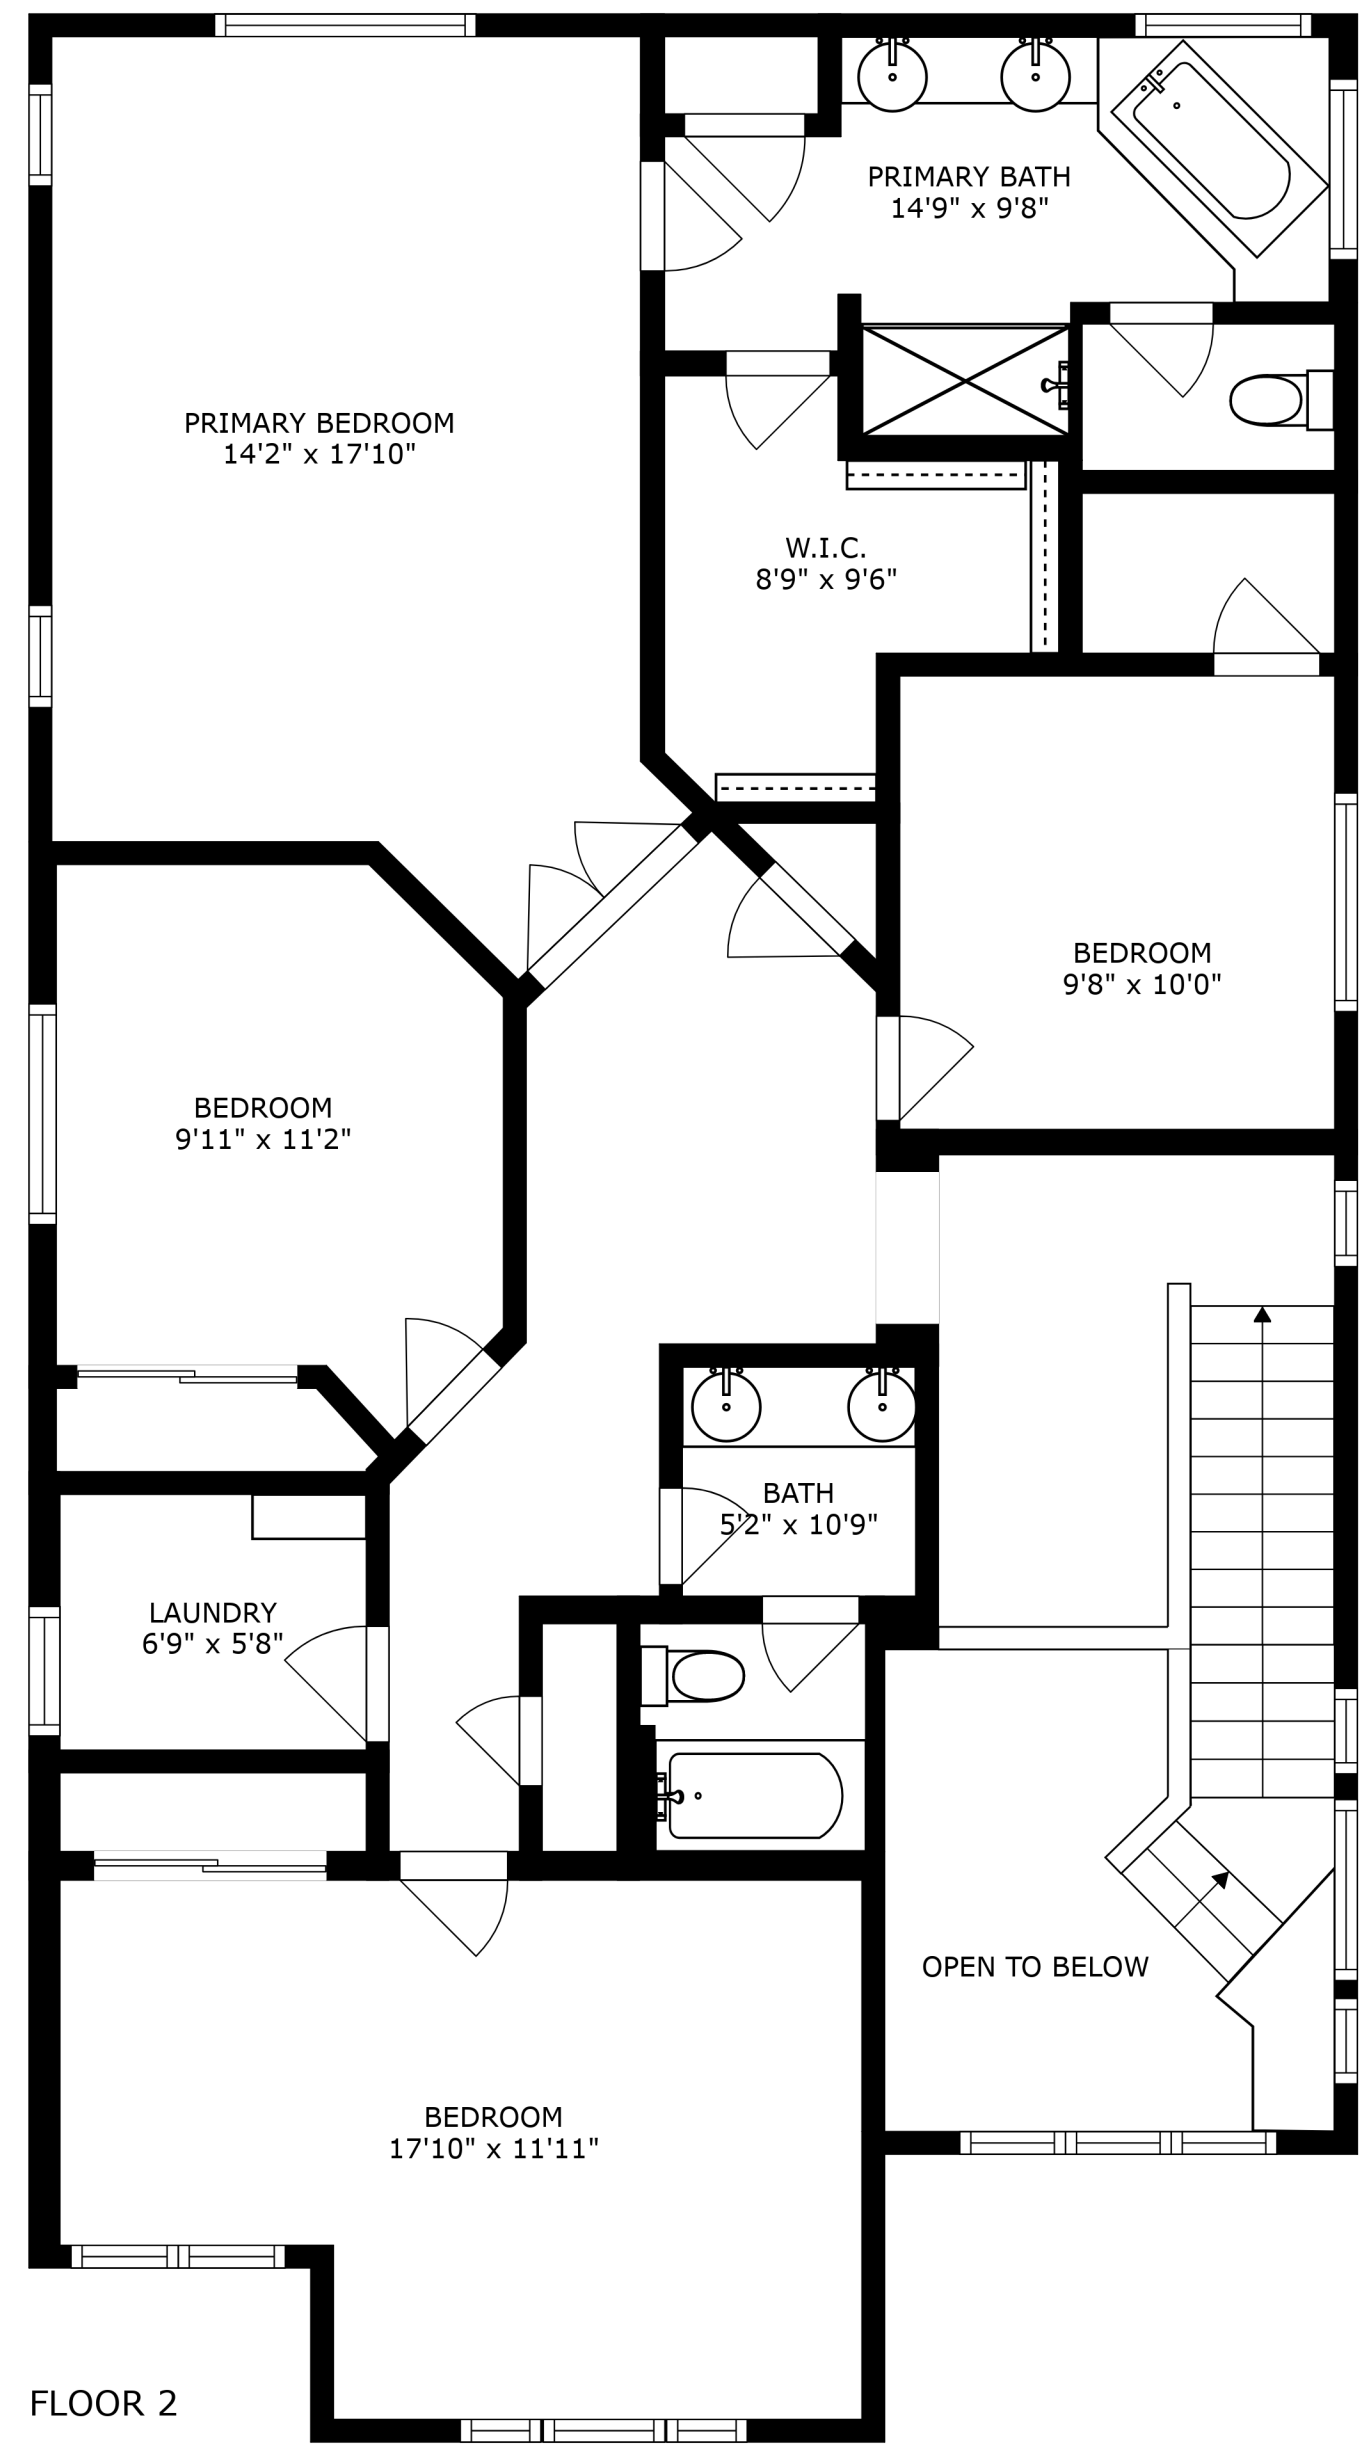 PRIMARY BATH
14'9" x 9'8"
PRIMARY BEDROOM
14'2" x 17'10"
W.I.C.
8'9" x 9'6"
BEDROOM
9'8" x 10'0"
BEDROOM
9'11" x 11'2"
BATH
5'2" x 10'9"
LAUNDRY
6'9" x 5'8"
OPEN TO BELOW
BEDROOM
17'10" x 11'11"
FLOOR 2